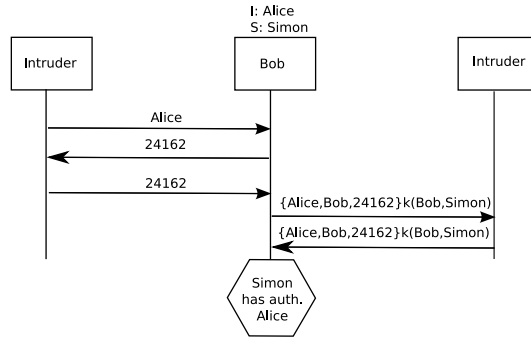 I: Alice
S: Simon
Intruder
Bob
Intruder
Alice
24162
24162
{Alice,Bob,24162}k(Bob,Simon)
{Alice,Bob,24162}k(Bob,Simon)
Simon
has auth.
Alice